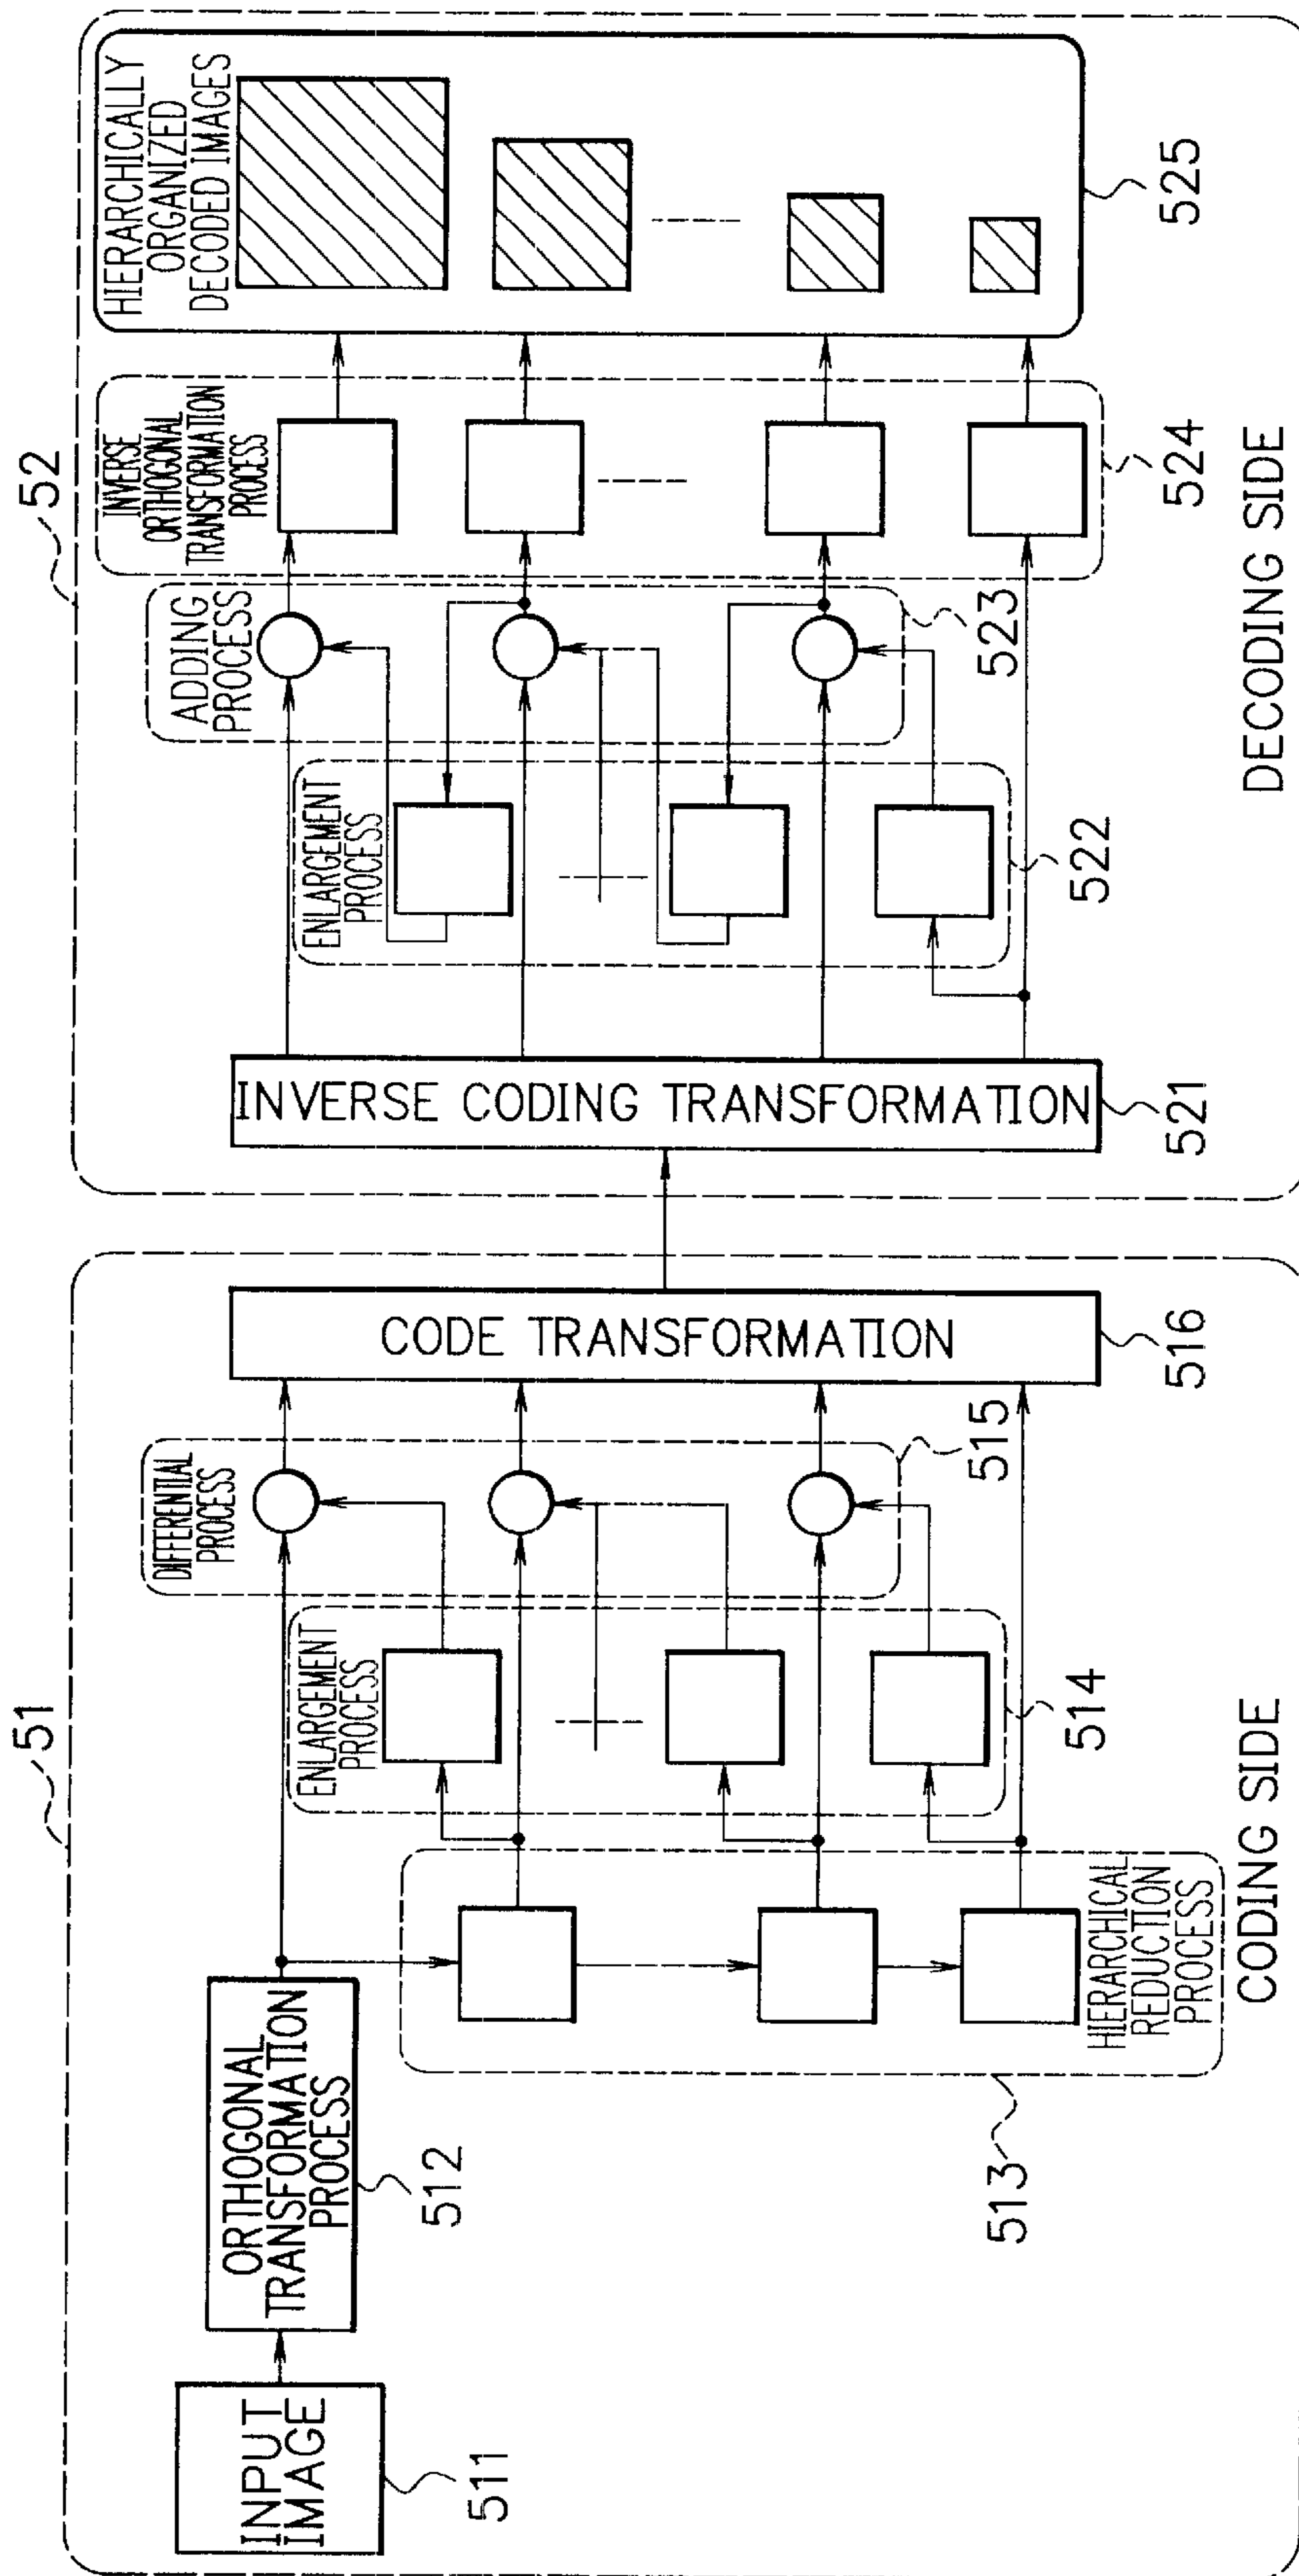 51
INPUT
IMAGE
511
ORTHOGONAL
TRANSFORMATION
PROCESS
512
HIERARCHICAL
REDUCTION
PROCESS
513
ENLARGEMENT
PROCESS
514
DIFFERENTIAL
PROCESS
515
CODE TRANSFORMATION
516
CODING SIDE
52
INVERSE CODING TRANSFORMATION
521
ENLARGEMENT
PROCESS
522
ADDING
PROCESS
523
INVERSE
ORTHOGONAL
TRANSFORMATION
PROCESS
524
HIERARCHICALLY
ORGANIZED
DECODED IMAGES
525
DECODING SIDE